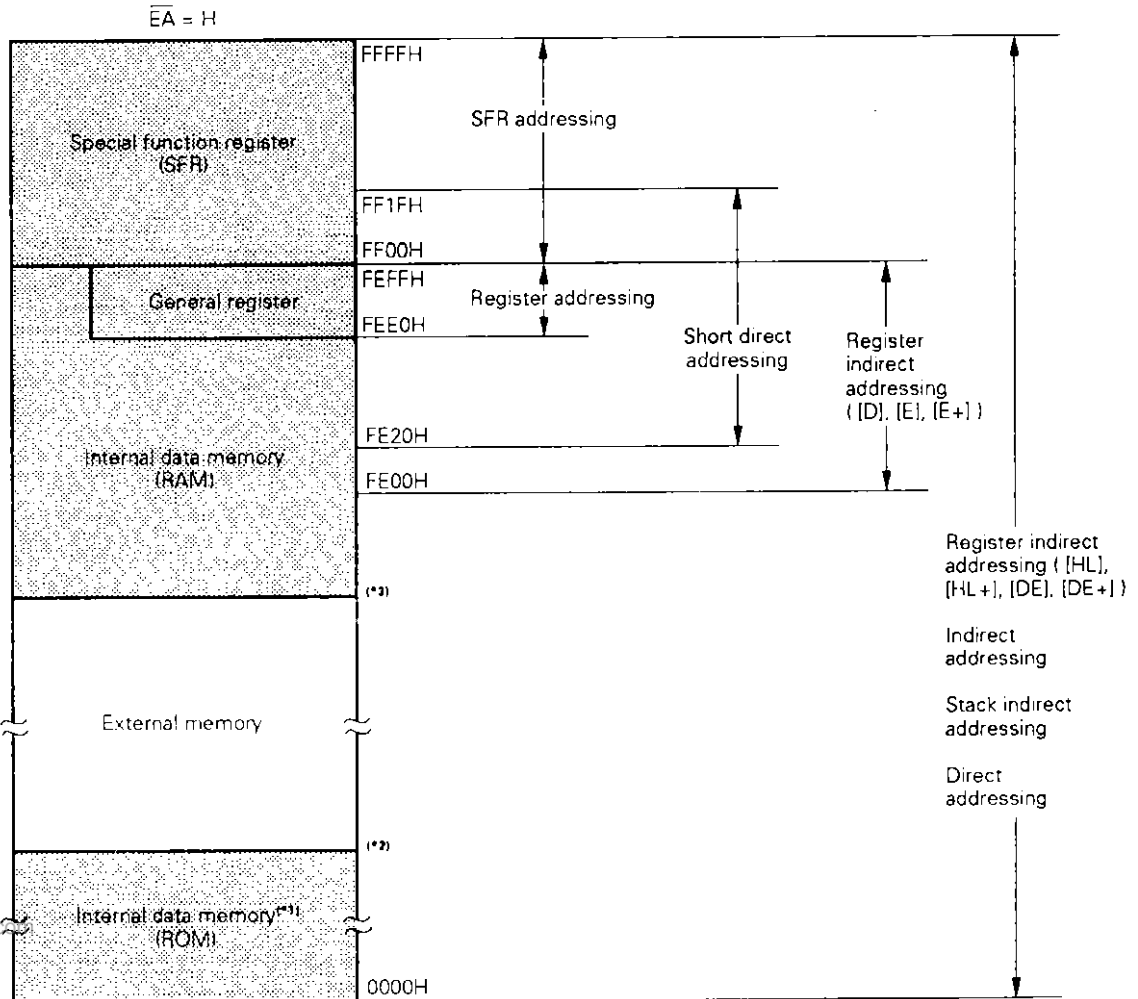 EA = H
FFFFH
SFR addressing
Special function register
(SFR)
FF1FH
FF00H
FEFFH
General register
Register addressing
FEE0H
Short direct
addressing
Register
indirect
addressing
( [D], [E], [E+] )
FE20H
Internal data memory
(RAM)
FE00H
Register indirect
addressing ( [HL],
[HL+], [DE], [DE+] )
(*3)
Indirect
addressing
External memory
Stack indirect
addressing
Direct
addressing
(*2)
Internal data memory(*1)
(ROM)
0000H